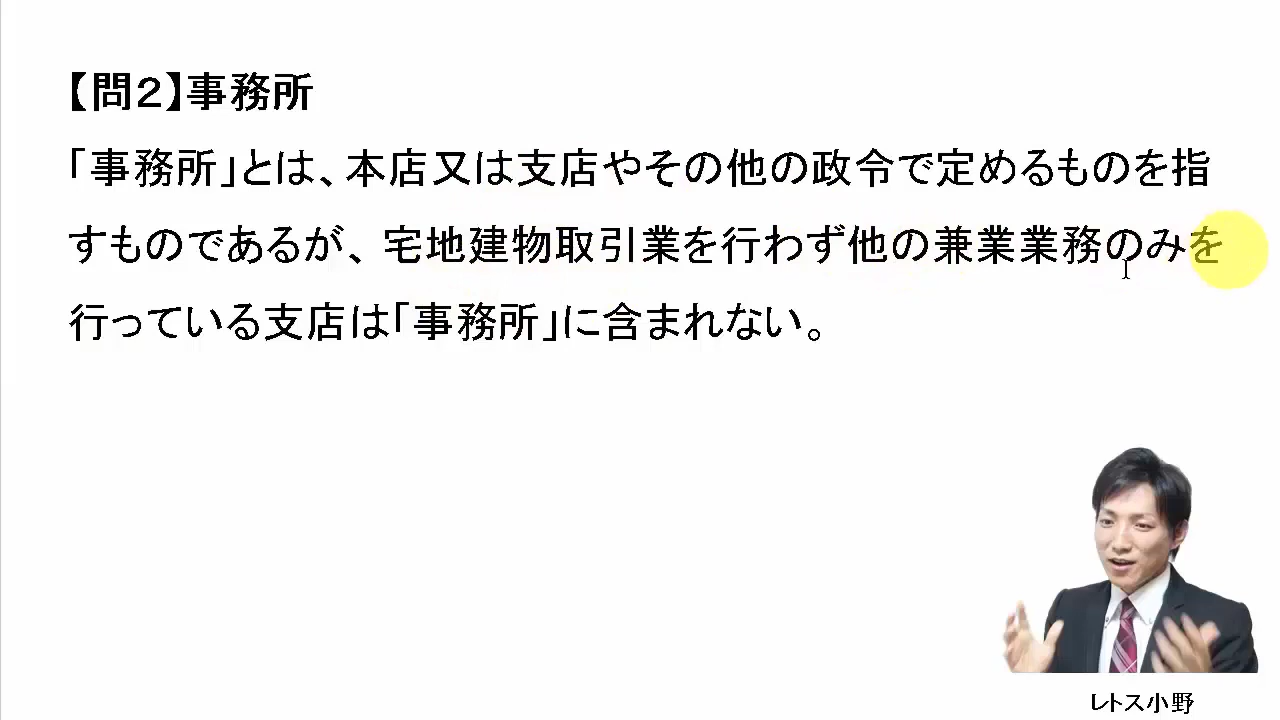 【問２】事務所
「事務所」とは、本店又は支店やその他の政令で定めるものを指
すものであるが、宅地建物取引業を行わず他の兼業業務のみを
行っている支店は「事務所」に含まれない。
レトス小野